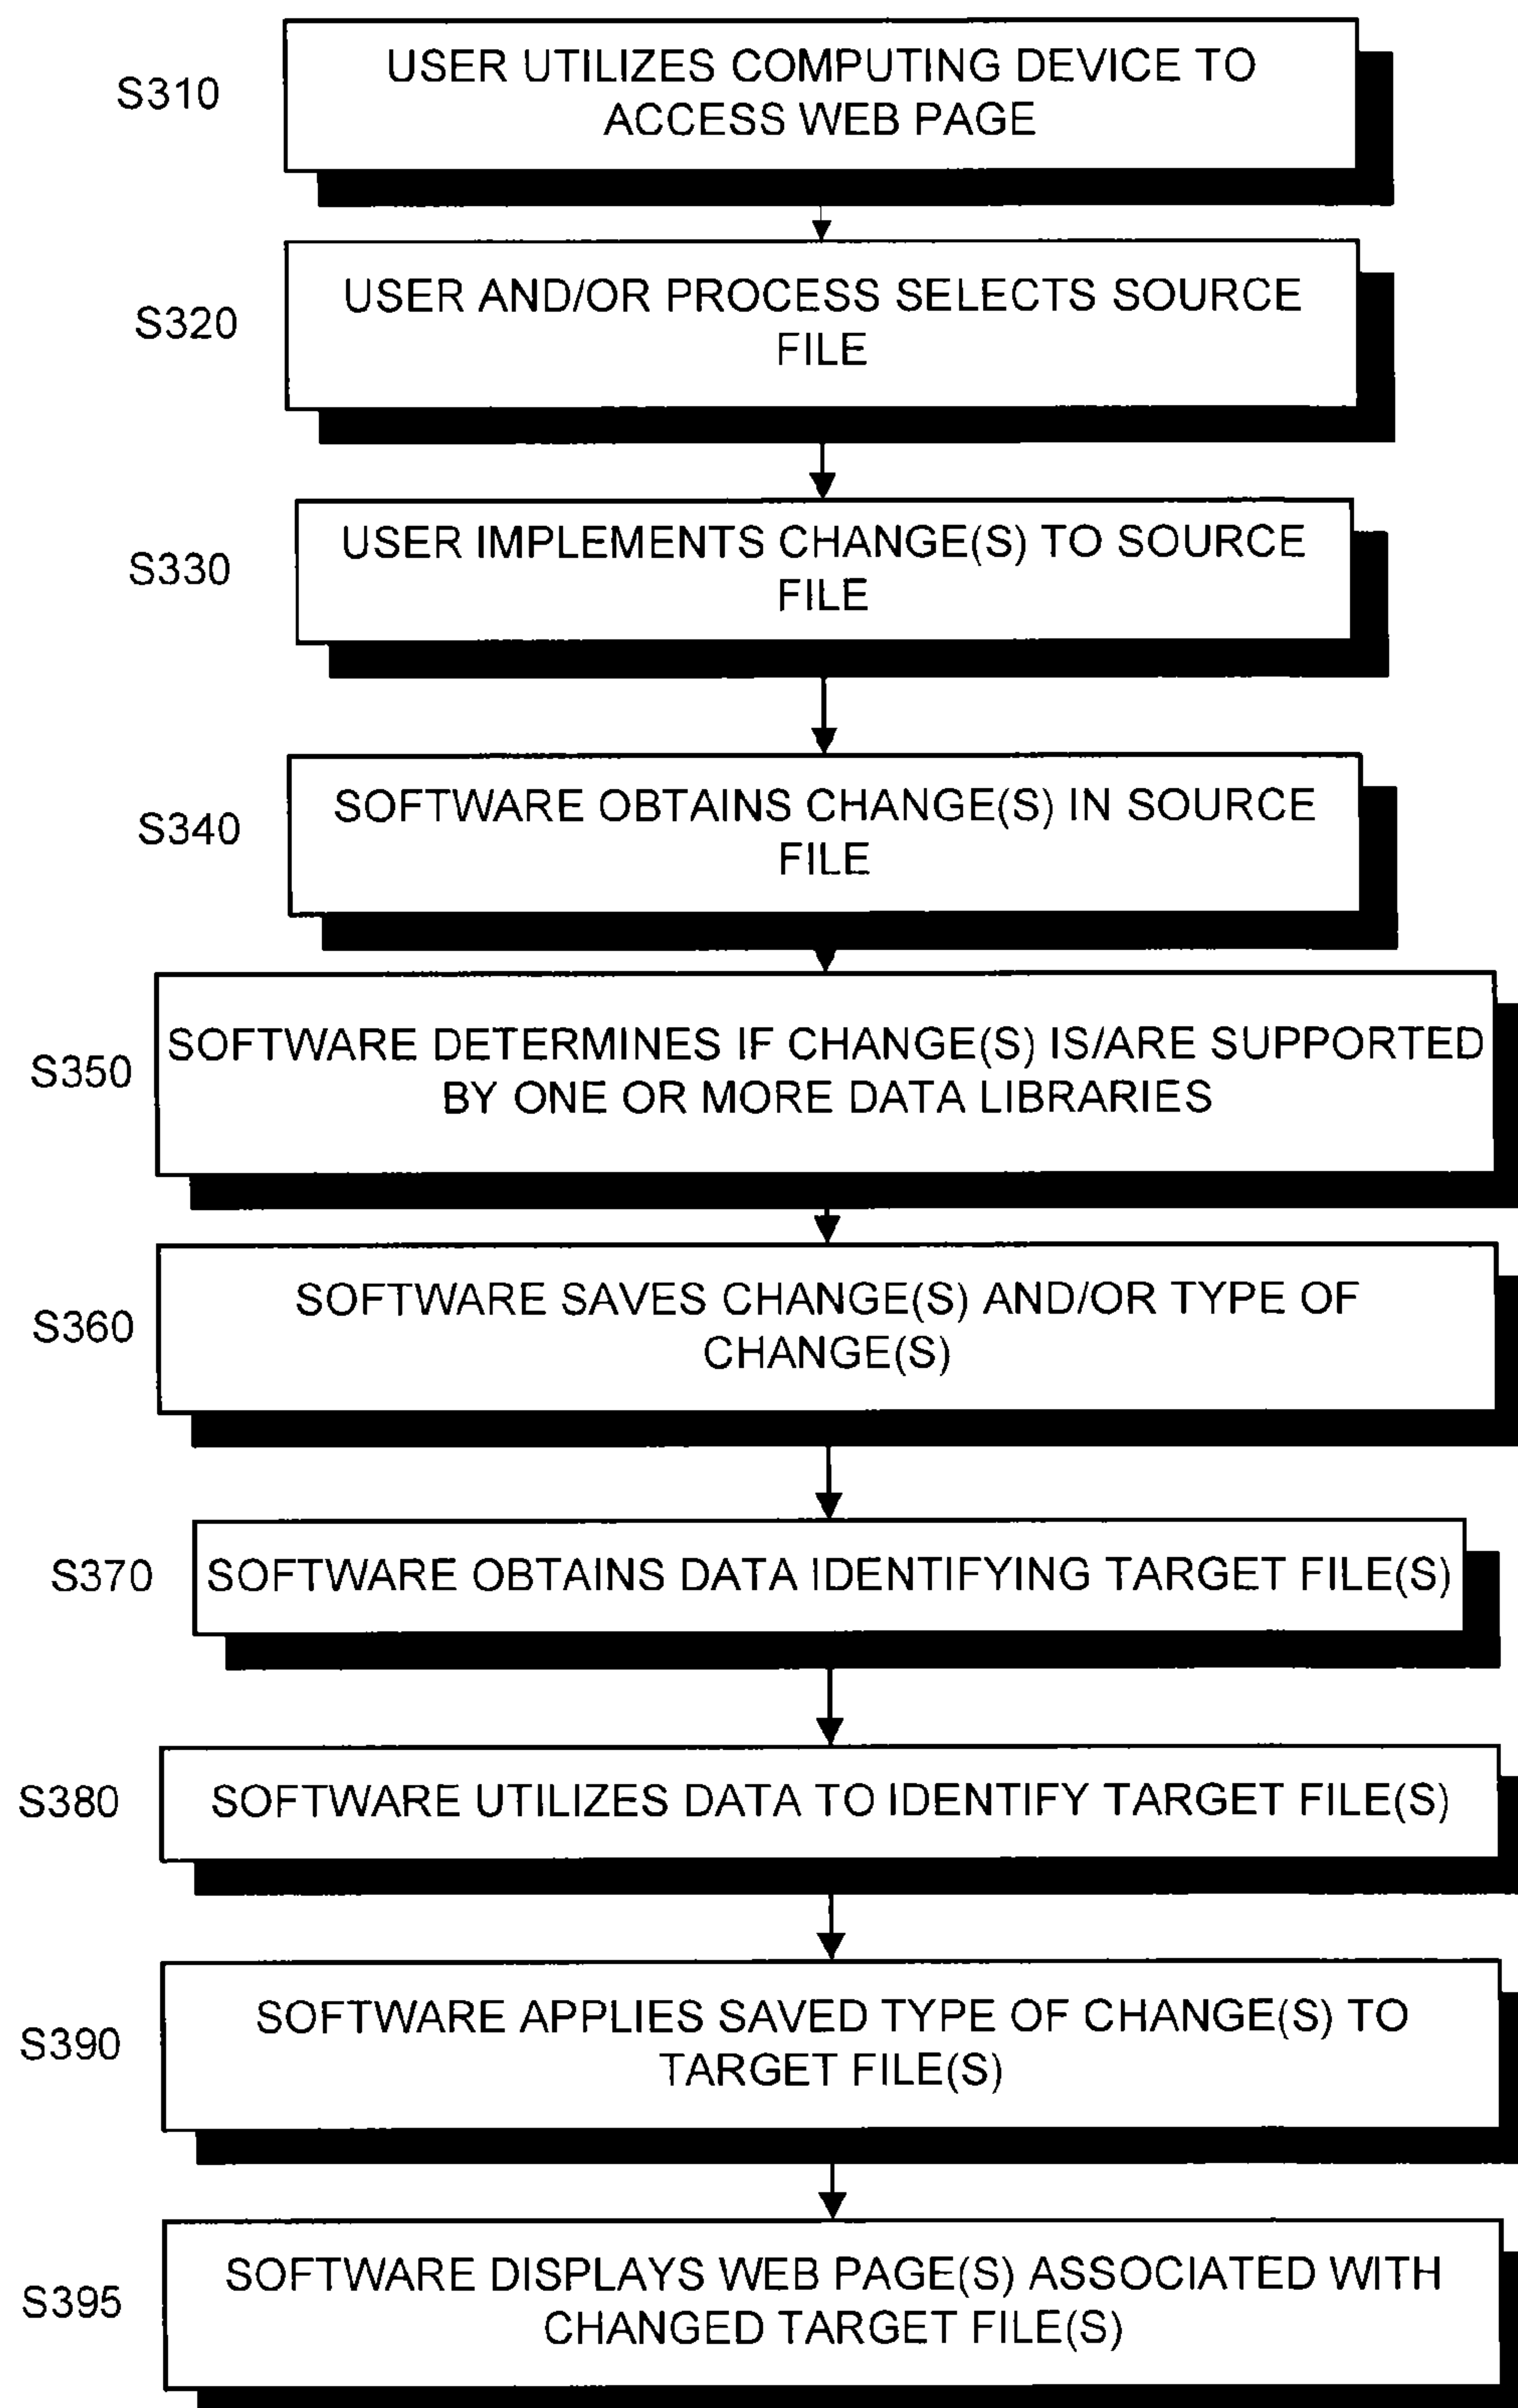 S310
USER UTILIZES COMPUTING DEVICE TO
ACCESS WEB PAGE
S320
USER AND/OR PROCESS SELECTS SOURCE
FILE
S330
USER IMPLEMENTS CHANGE(S) TO SOURCE
FILE
S340
SOFTWARE OBTAINS CHANGE(S) IN SOURCE
FILE
S350
SOFTWARE DETERMINES IF CHANGE(S) IS/ARE SUPPORTED
BY ONE OR MORE DATA LIBRARIES
S360
SOFTWARE SAVES CHANGE(S) AND/OR TYPE OF
CHANGE(S)
S370
SOFTWARE OBTAINS DATA IDENTIFYING TARGET FILE(S)
S380
SOFTWARE UTILIZES DATA TO IDENTIFY TARGET FILE(S)
S390
SOFTWARE APPLIES SAVED TYPE OF CHANGE(S) TO
TARGET FILE(S)
S395
SOFTWARE DISPLAYS WEB PAGE(S) ASSOCIATED WITH
CHANGED TARGET FILE(S)